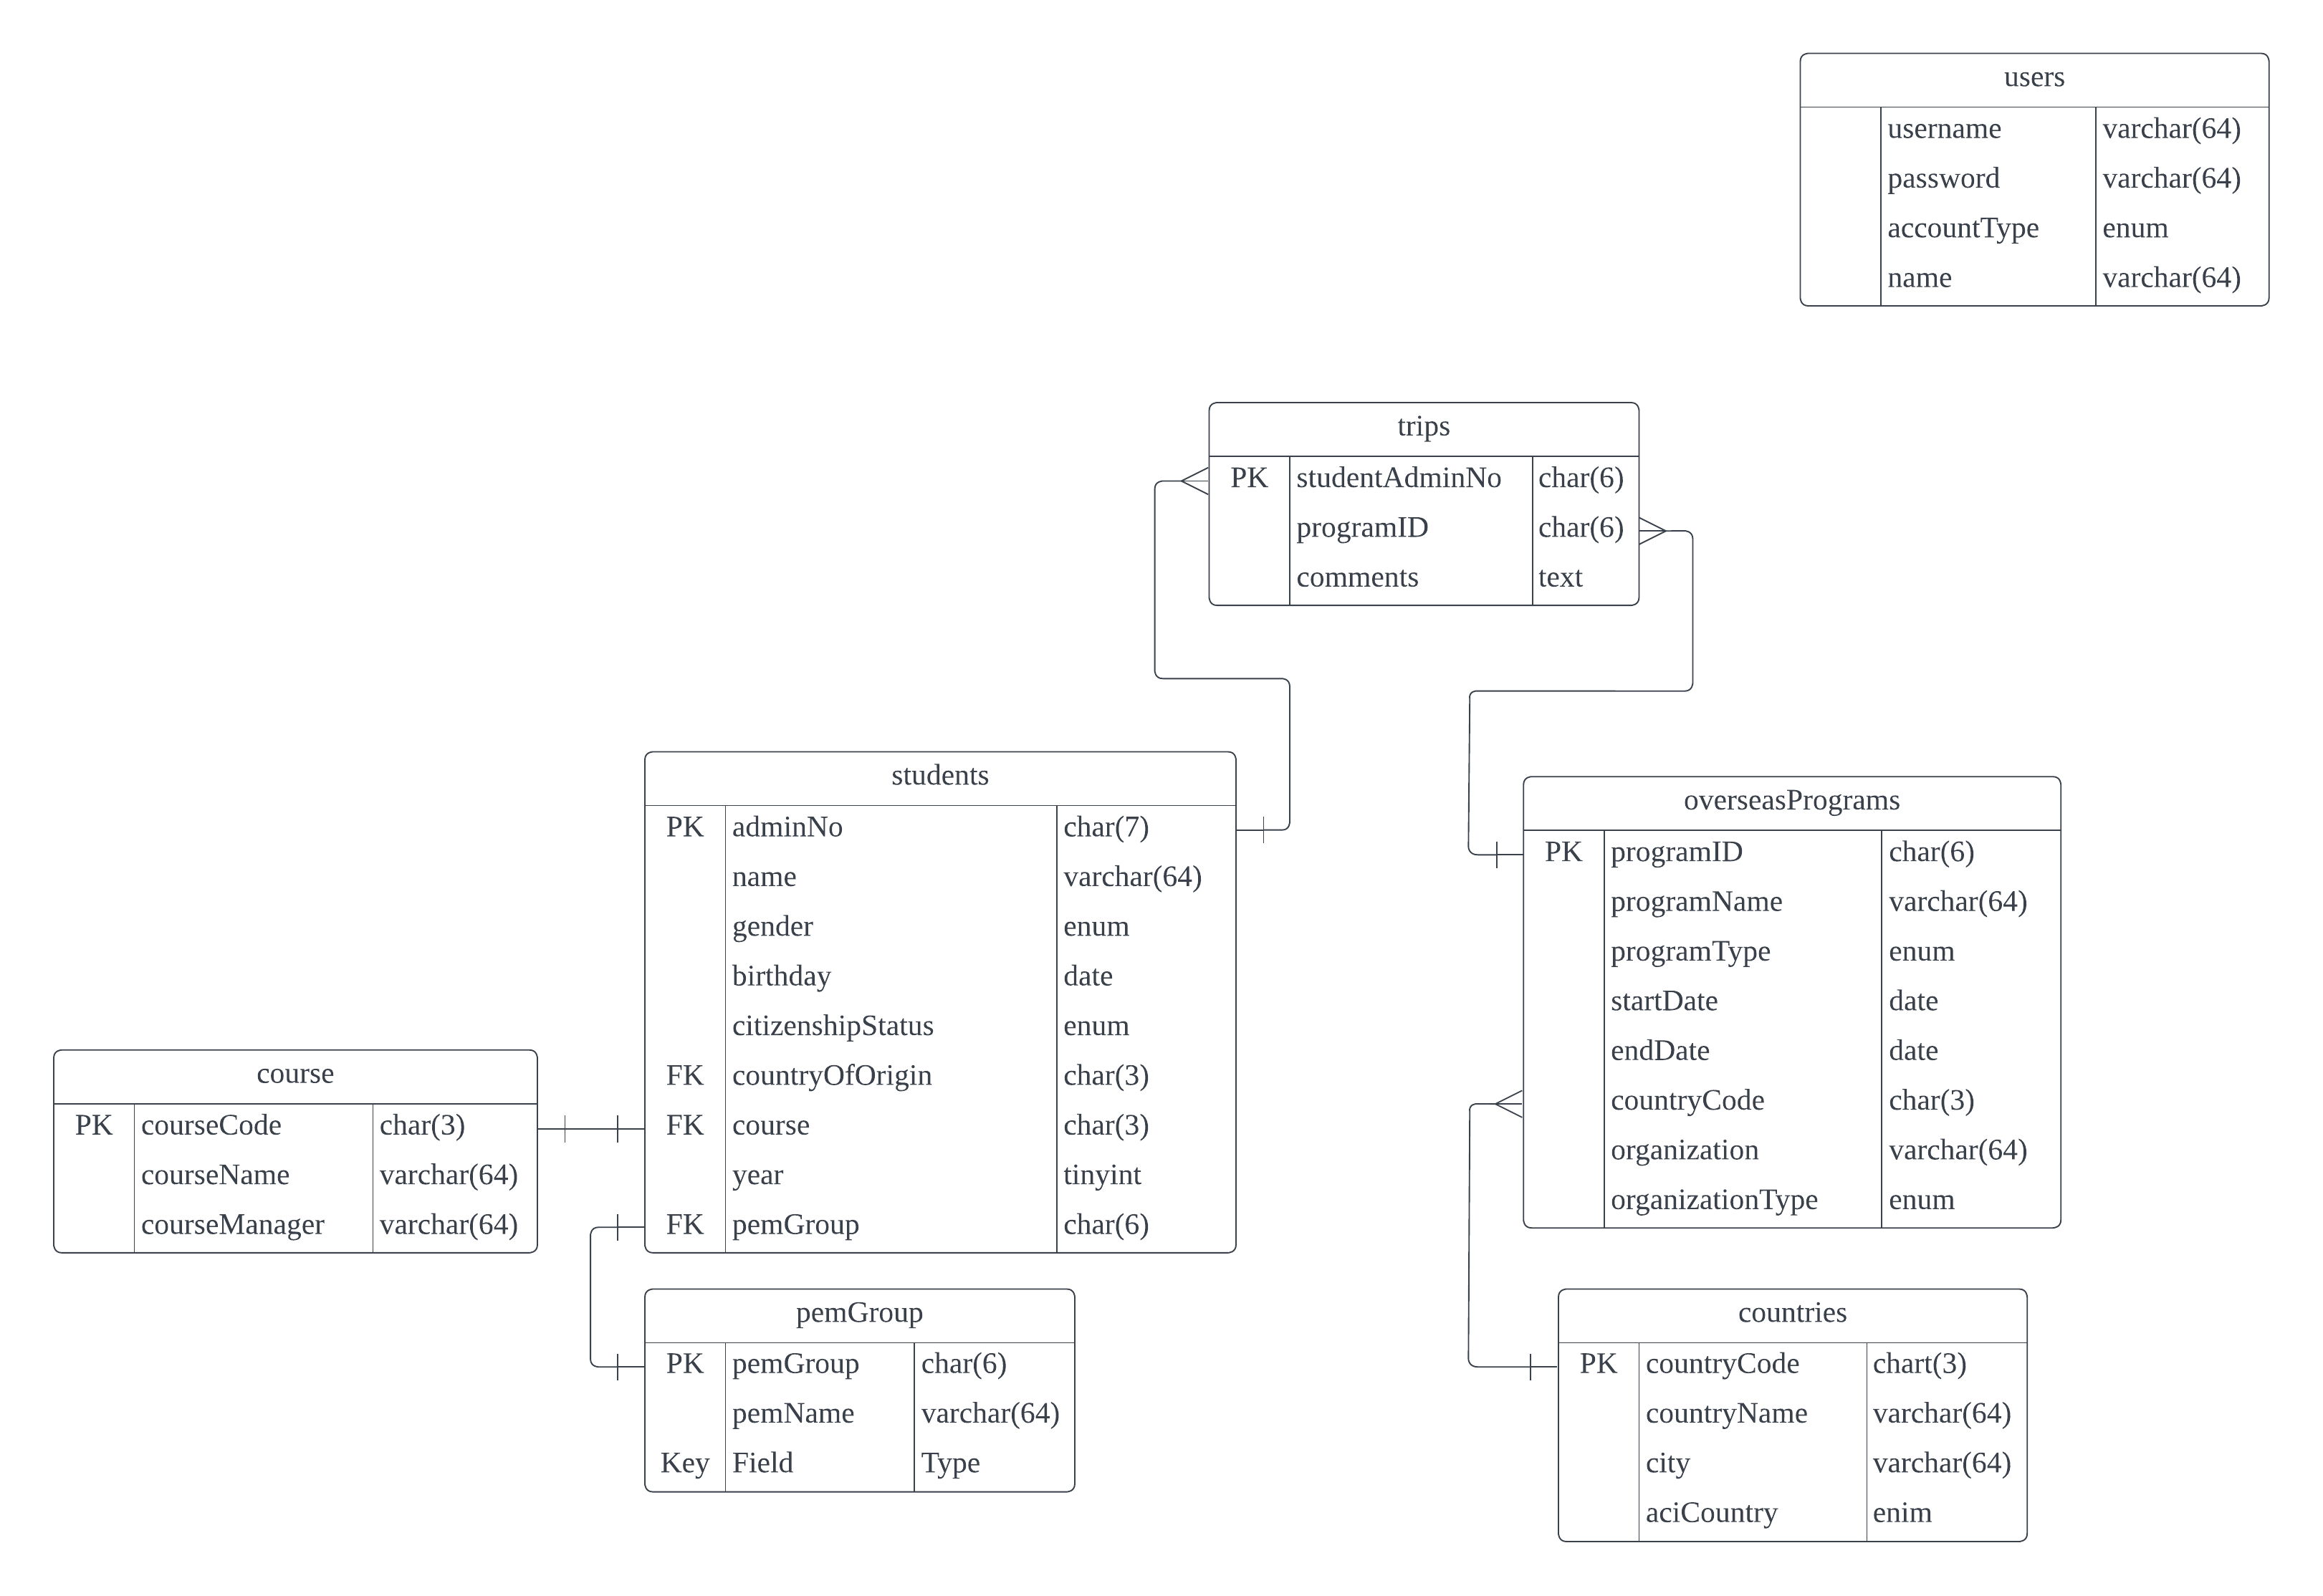 users
username varchar(64)
password varchar(64)
accountType enum
name varchar(64)
trips
PK studentAdminNo char(6)
programID char(6)
comments text
students
PK adminNo char(7)
name varchar(64)
gender enum
birthday date
citizenshipStatus enum
FK countryOfOrigin char(3)
FK course char(3)
year tinyint
FK pemGroup char(6)
overseasPrograms
PK programID char(6)
programName varchar(64)
programType enum
startDate date
endDate date
countryCode char(3)
organization varchar(64)
organizationType enum
course
PK courseCode char(3)
courseName varchar(64)
courseManager varchar(64)
pemGroup
PK pemGroup char(6)
pemName varchar(64)
Key Field Type
countries
PK countryCode chart(3)
countryName varchar(64)
city varchar(64)
aciCountry enim